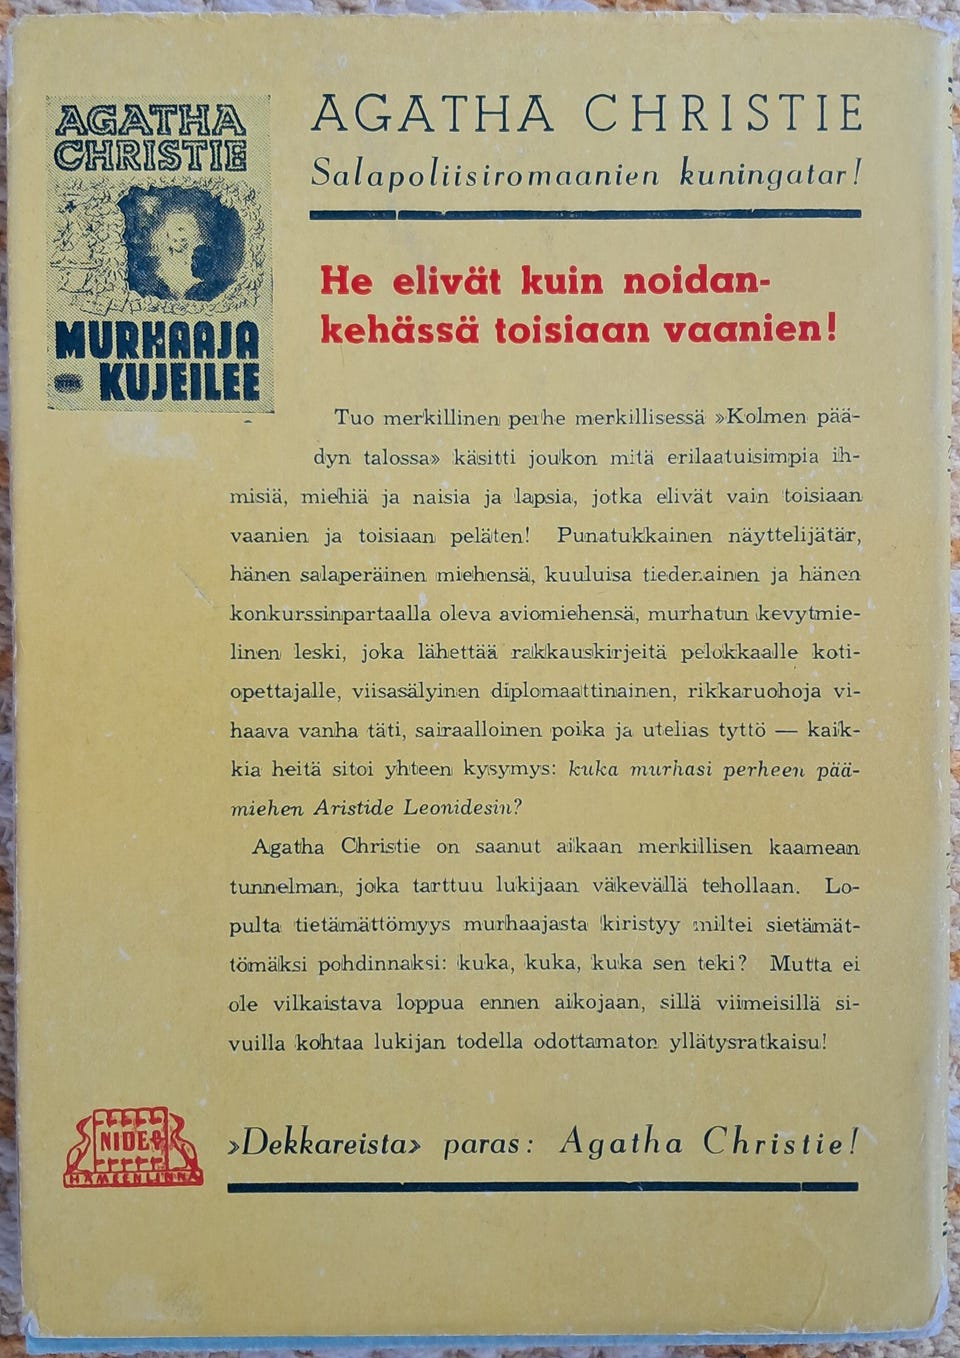 AGATHA
CHRISTIE
MURHAAJA
KUJEILEE
AGATHA CHRISTIE
Salapoliisiromaanien kuningatar!
He elivät kuin noidan-
kehässä toisiaan vaanien!
Tuo merkillinen perhe merkillisessä »Kolmen pää-
dyn talossa» käsitti joukon mitä erilaatuisimpia ih-
misiä, miehiä ja naisia ja lapsia, jotka elivät vain toisiaan
vaanien ja toisiaan peläten! Punatukkainen näyttelijätär,
hänen salaperäinen miehensä, kuuluisa tiedenainen ja hänen
konkurssinpartaalla oleva aviomiehensä, murhatun kevytmie-
linen leski, joka lähettää rakkauskirjeitä pelokkaalle koti-
opettajalle, viisasälyinen diplomaattinainen, rikkaruohoja vi-
haava vanha täti, sairaalloinen poika ja utelias tyttö — kaik-
kia heitä sitoi yhteen kysymys: kuka murhasi perheen pää-
miehen Aristide Leonidesin?
Agatha Christie on saanut aikaan merkillisen kaamean
tunnelman, joka tarttuu lukijaan väkevällä tehollaan. Lo-
pulta tietämättömyys murhaajasta kiristyy miltei sietämät-
tömäksi pohdinnaksi: kuka, kuka, kuka sen teki? Mutta ei
ole vilkaistava loppua ennen aikojaan, sillä viimeisillä si-
vuilla kohtaa lukijan todella odottamaton yllätysratkaisu!
NIDE
HÄMEENLINNA
»Dekkareista» paras: Agatha Christie!